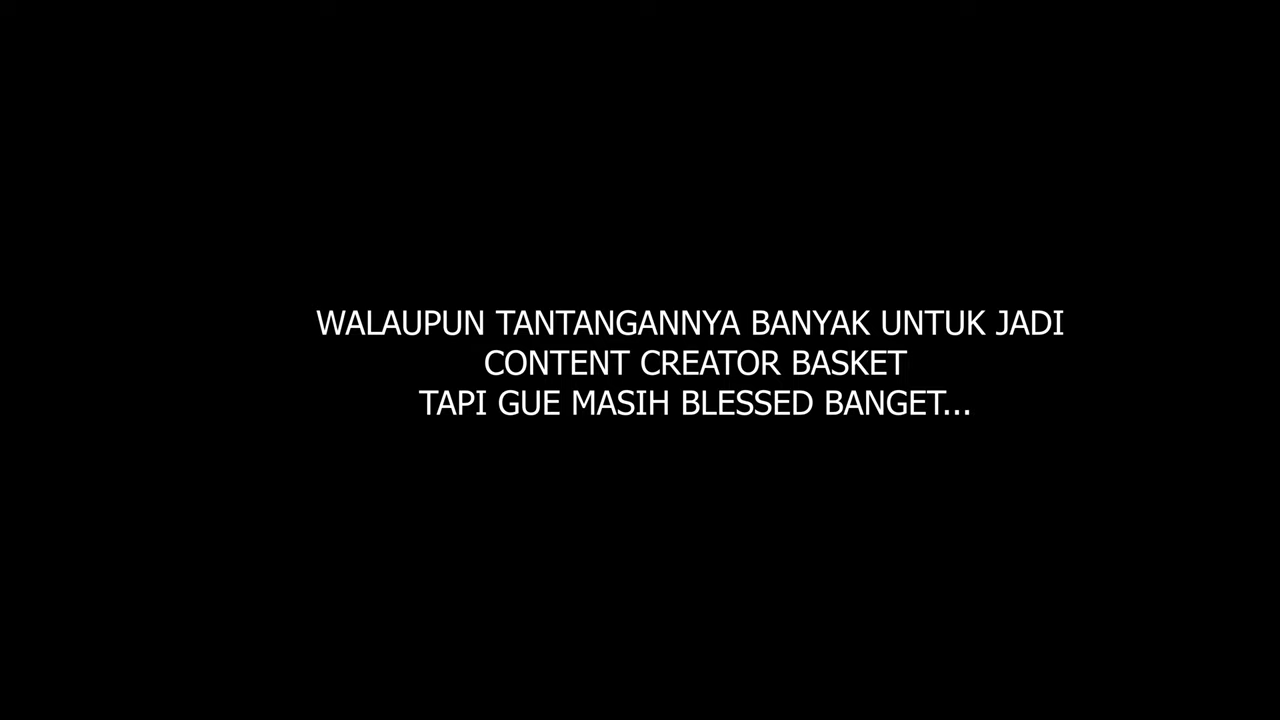 WALAUPUN TANTANGANNYA BANYAK UNTUK JADI
CONTENT CREATOR BASKET
TAPI GUE MASIH BLESSED BANGET...